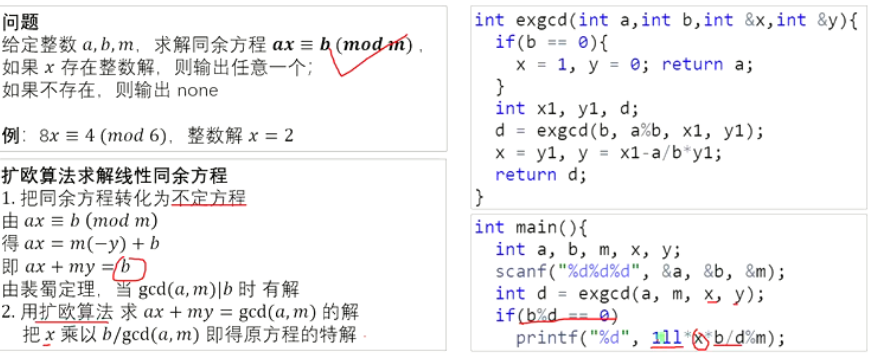 问题
给定整数 a, b, m，求解同余方程 ax ≡ b (mod m)，
如果 x 存在整数解，则输出任意一个；
如果不存在，则输出 none
例：8x ≡ 4 (mod 6)，整数解 x = 2
扩欧算法求解线性同余方程
1. 把同余方程转化为不定方程
由 ax ≡ b (mod m)
得 ax = m(−y) + b
即 ax + my = b
由裴蜀定理，当 gcd(a, m)|b 时 有解
2. 用扩欧算法 求 ax + my = gcd(a, m) 的解
把 x 乘以 b/gcd(a, m) 即得原方程的特解
int exgcd(int a,int b,int &x,int &y){
if(b == 0){
x = 1, y = 0; return a;
}
int x1, y1, d;
d = exgcd(b, a%b, x1, y1);
x = y1, y = x1-a/b*y1;
return d;
}
int main(){
int a, b, m, x, y;
scanf("%d%d%d", &a, &b, &m);
int d = exgcd(a, m, x, y);
if(b%d == 0)
printf("%d", 1ll*x*b/d%m);